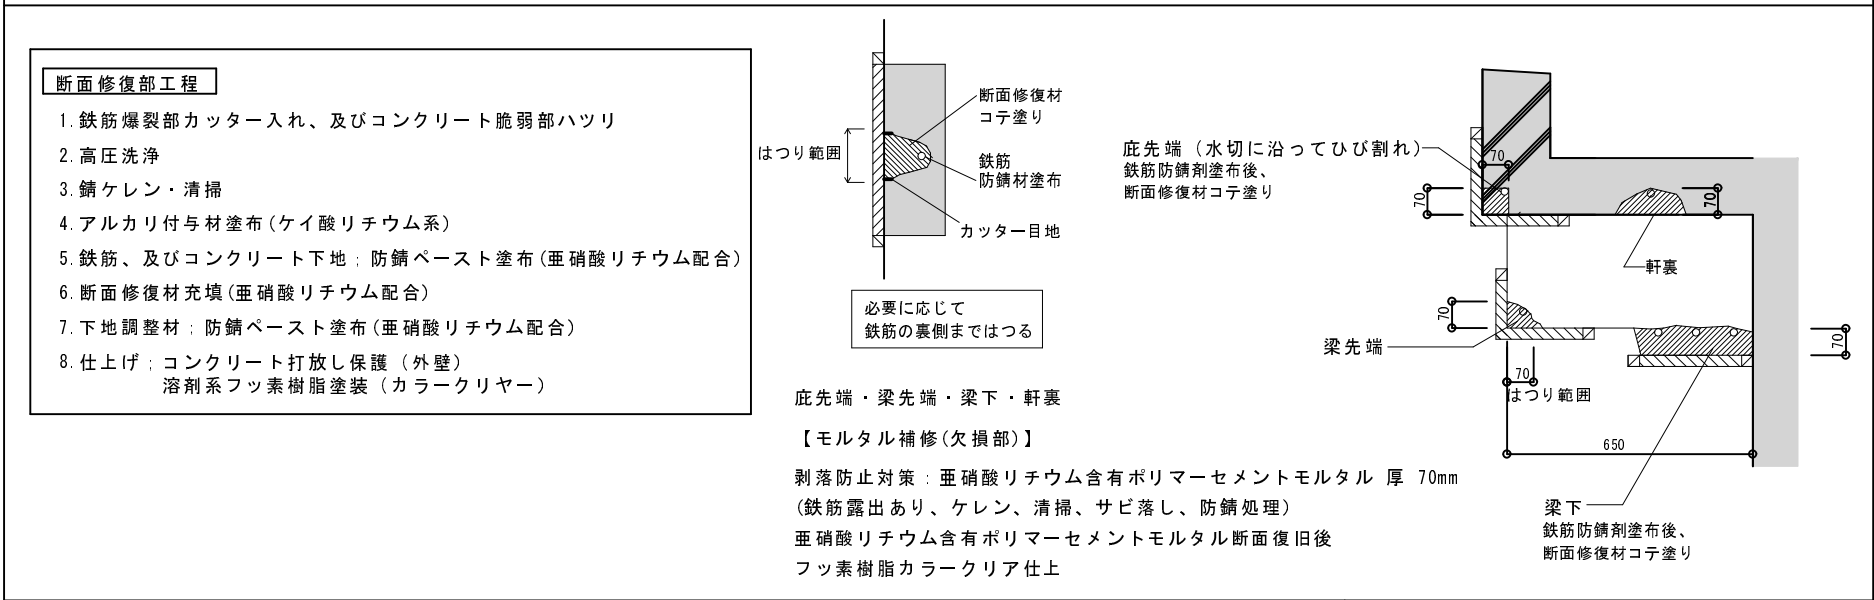 断面修復部工程
1.鉄筋爆裂部カッター入れ、及びコンクリート脆弱部ハツリ
2.高圧洗浄
3.錆ケレン・清掃
4.アルカリ付与材塗布(ケイ酸リチウム系)
5.鉄筋、及びコンクリート下地；防錆ペースト塗布(亜硝酸リチウム配合)
6.断面修復材充填(亜硝酸リチウム配合)
7.下地調整材；防錆ペースト塗布(亜硝酸リチウム配合)
8.仕上げ；コンクリート打放し保護（外壁）
溶剤系フッ素樹脂塗装（カラークリヤー）
はつり範囲
断面修復材
コテ塗り
鉄筋
防錆材塗布
カッター目地
必要に応じて
鉄筋の裏側まではつる
庇先端・梁先端・梁下・軒裏
【モルタル補修(欠損部)】
剥落防止対策：亜硝酸リチウム含有ポリマーセメントモルタル 厚 70mm
(鉄筋露出あり、ケレン、清掃、サビ落し、防錆処理)
亜硝酸リチウム含有ポリマーセメントモルタル断面復旧後
フッ素樹脂カラークリア仕上
庇先端（水切に沿ってひび割れ）
鉄筋防錆剤塗布後、
断面修復材コテ塗り
70
70
70
軒裏
70
梁先端
70
はつり範囲
70
650
梁下
鉄筋防錆剤塗布後、
断面修復材コテ塗り